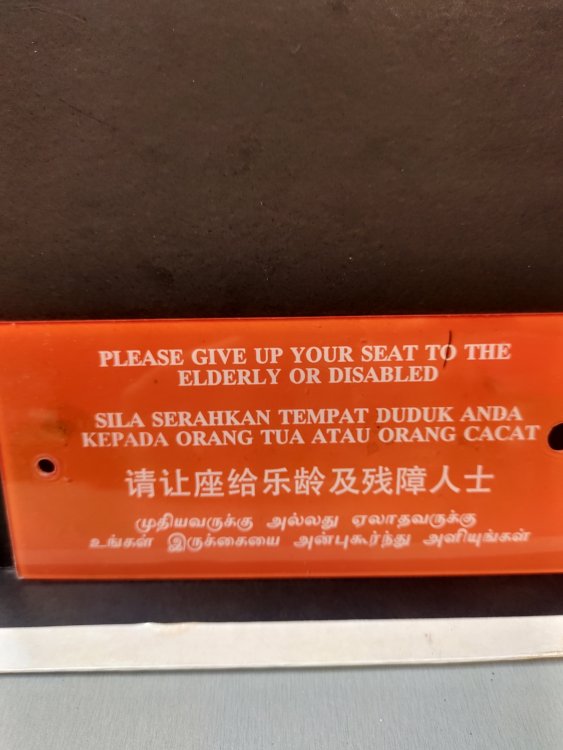 PLEASE GIVE UP YOUR SEAT TO THE
ELDERLY OR DISABLED
SILA SERAHKAN TEMPAT DUDUK ANDA
KEPADA ORANG TUA ATAU ORANG CACAT
请让座给乐龄及残障人士
முதியவருக்கு அல்லது ஏலாதவருக்கு
உங்கள் இருக்கையை அன்புகூர்ந்து அளியுங்கள்